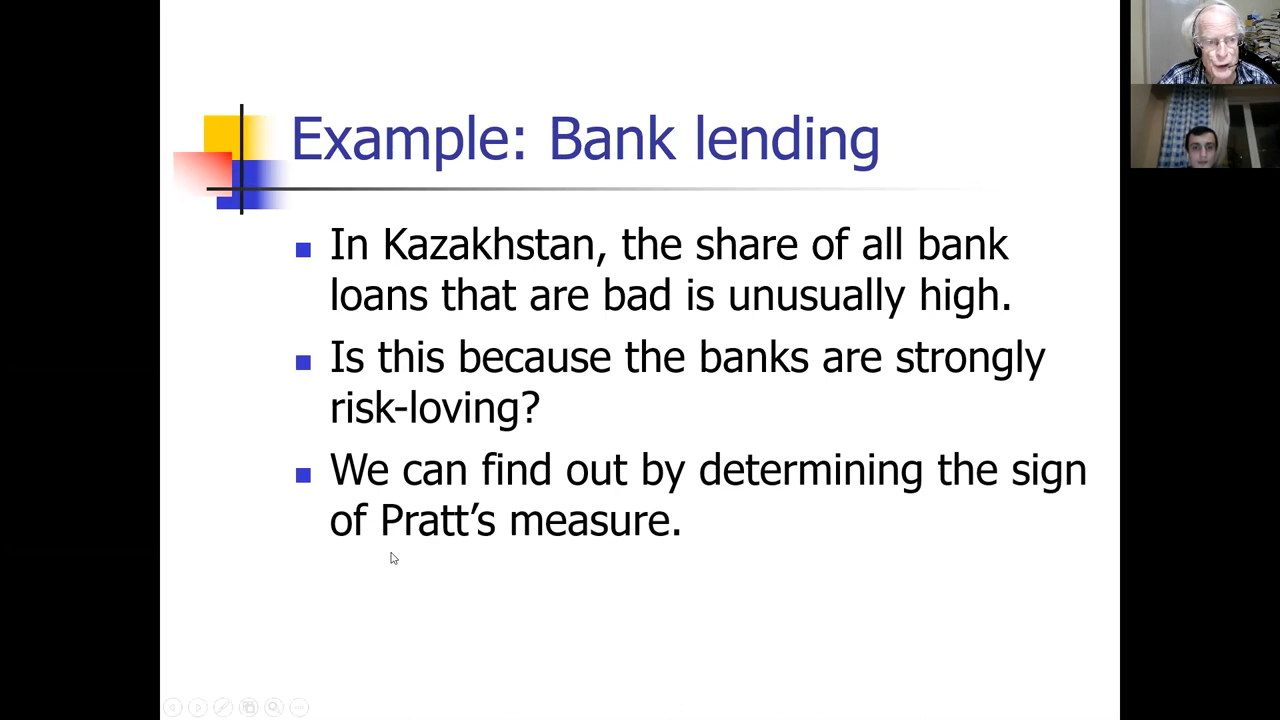 Example: Bank lending
In Kazakhstan, the share of all bank
loans that are bad is unusually high.
Is this because the banks are strongly
risk-loving?
We can find out by determining the sign
of Pratt’s measure.